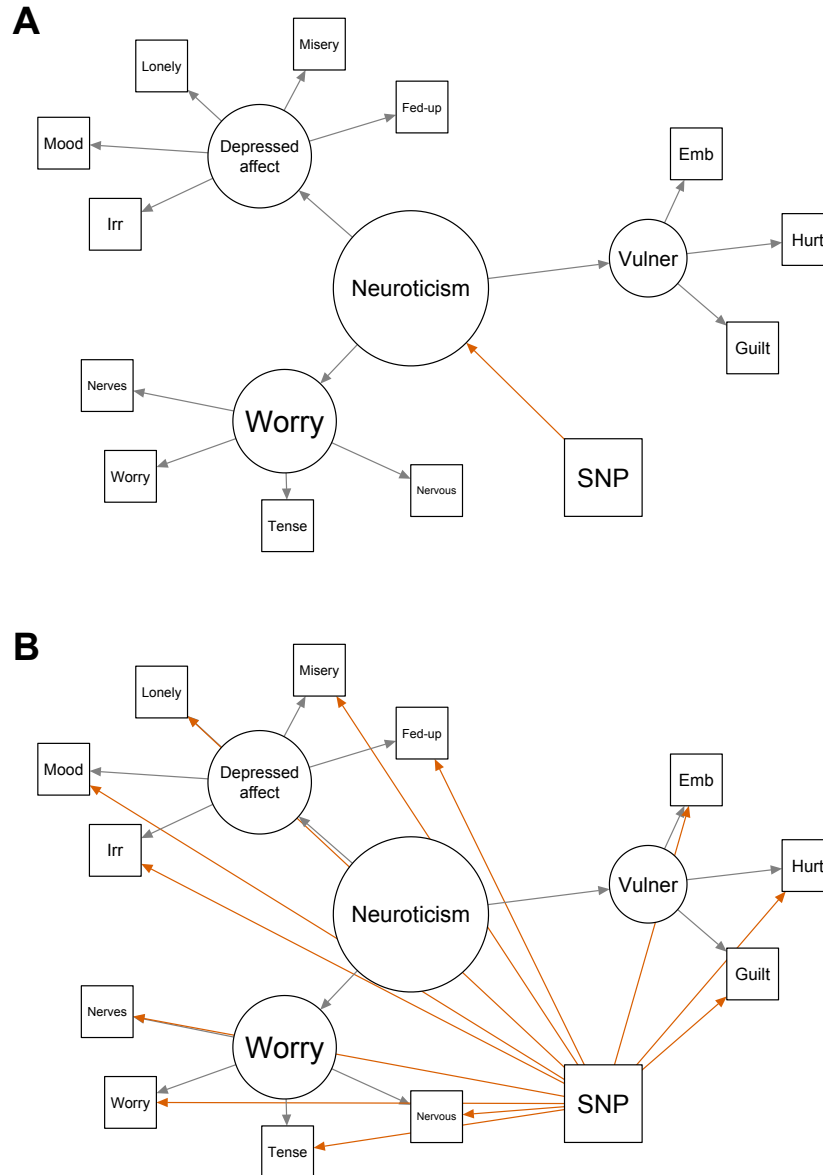 A
Misery
Lonely
Fed-up
Mood
Depressed
affect
Emb
Irr
Hurt
Vulner
Neuroticism
Guilt
Nerves
Worry
Worry
SNP
Nervous
Tense
B
Misery
Lonely
Fed-up
Mood
Depressed
affect
Emb
Irr
Hurt
Vulner
Neuroticism
Guilt
Nerves
Worry
Worry
SNP
Nervous
Tense